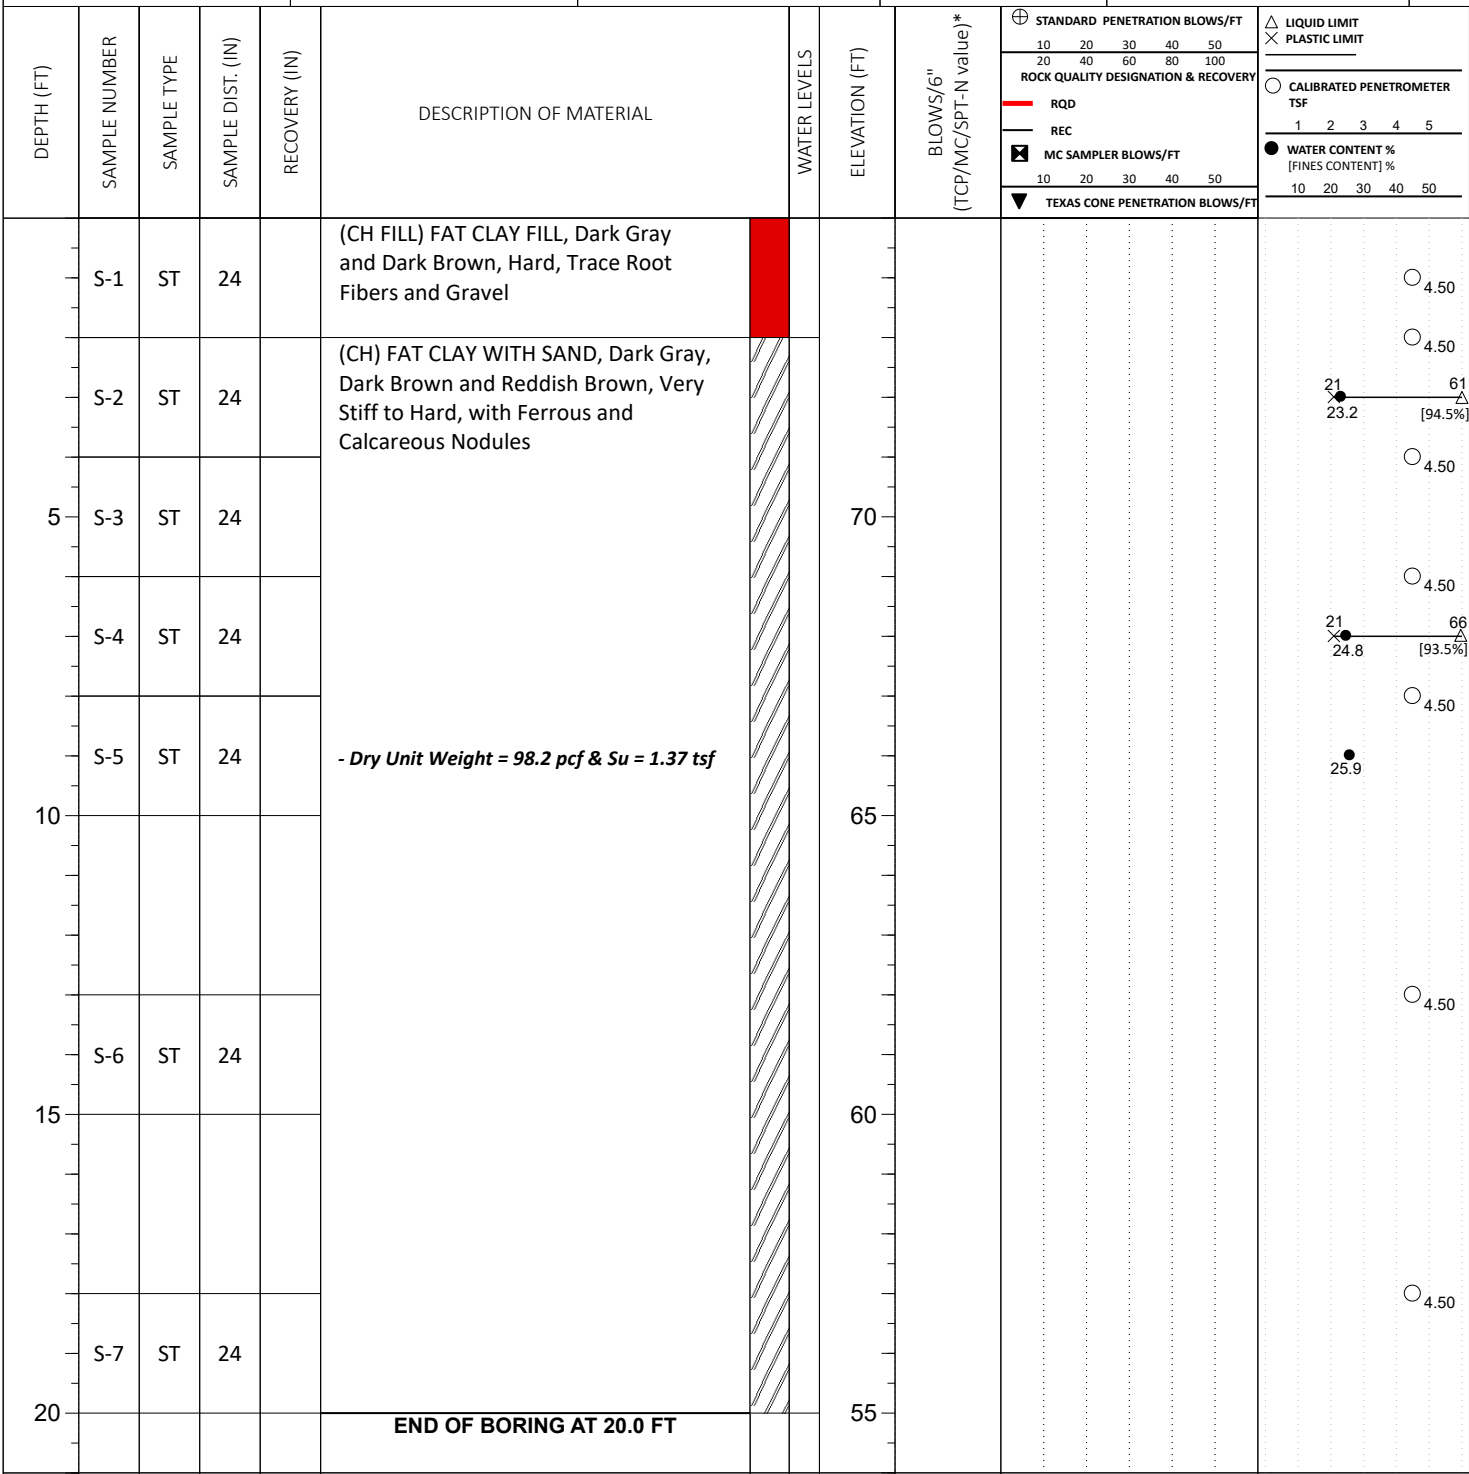 DEPTH (FT)
SAMPLE NUMBER
SAMPLE TYPE
SAMPLE DIST. (IN)
RECOVERY (IN)
DESCRIPTION OF MATERIAL
WATER LEVELS
ELEVATION (FT)
BLOWS/6"
(TCP/MC/SPT-N value)*
STANDARD PENETRATION BLOWS/FT
10 20 30 40 50
20 40 60 80 100
ROCK QUALITY DESIGNATION & RECOVERY
RQD
REC
MC SAMPLER BLOWS/FT
10 20 30 40 50
TEXAS CONE PENETRATION BLOWS/FT
LIQUID LIMIT
PLASTIC LIMIT
CALIBRATED PENETROMETER
TSF
1 2 3 4 5
WATER CONTENT %
[FINES CONTENT] %
10 20 30 40 50
(CH FILL) FAT CLAY FILL, Dark Gray
and Dark Brown, Hard, Trace Root
Fibers and Gravel
S-1 ST 24
4.50
4.50
(CH) FAT CLAY WITH SAND, Dark Gray,
Dark Brown and Reddish Brown, Very
Stiff to Hard, with Ferrous and
Calcareous Nodules
S-2 ST 24
21 61
23.2 [94.5%]
4.50
5 S-3 ST 24 70
4.50
S-4 ST 24
21 66
24.8 [93.5%]
4.50
S-5 ST 24 - Dry Unit Weight = 98.2 pcf & Su = 1.37 tsf
25.9
10 65
4.50
S-6 ST 24
15 60
4.50
S-7 ST 24
20 55
END OF BORING AT 20.0 FT